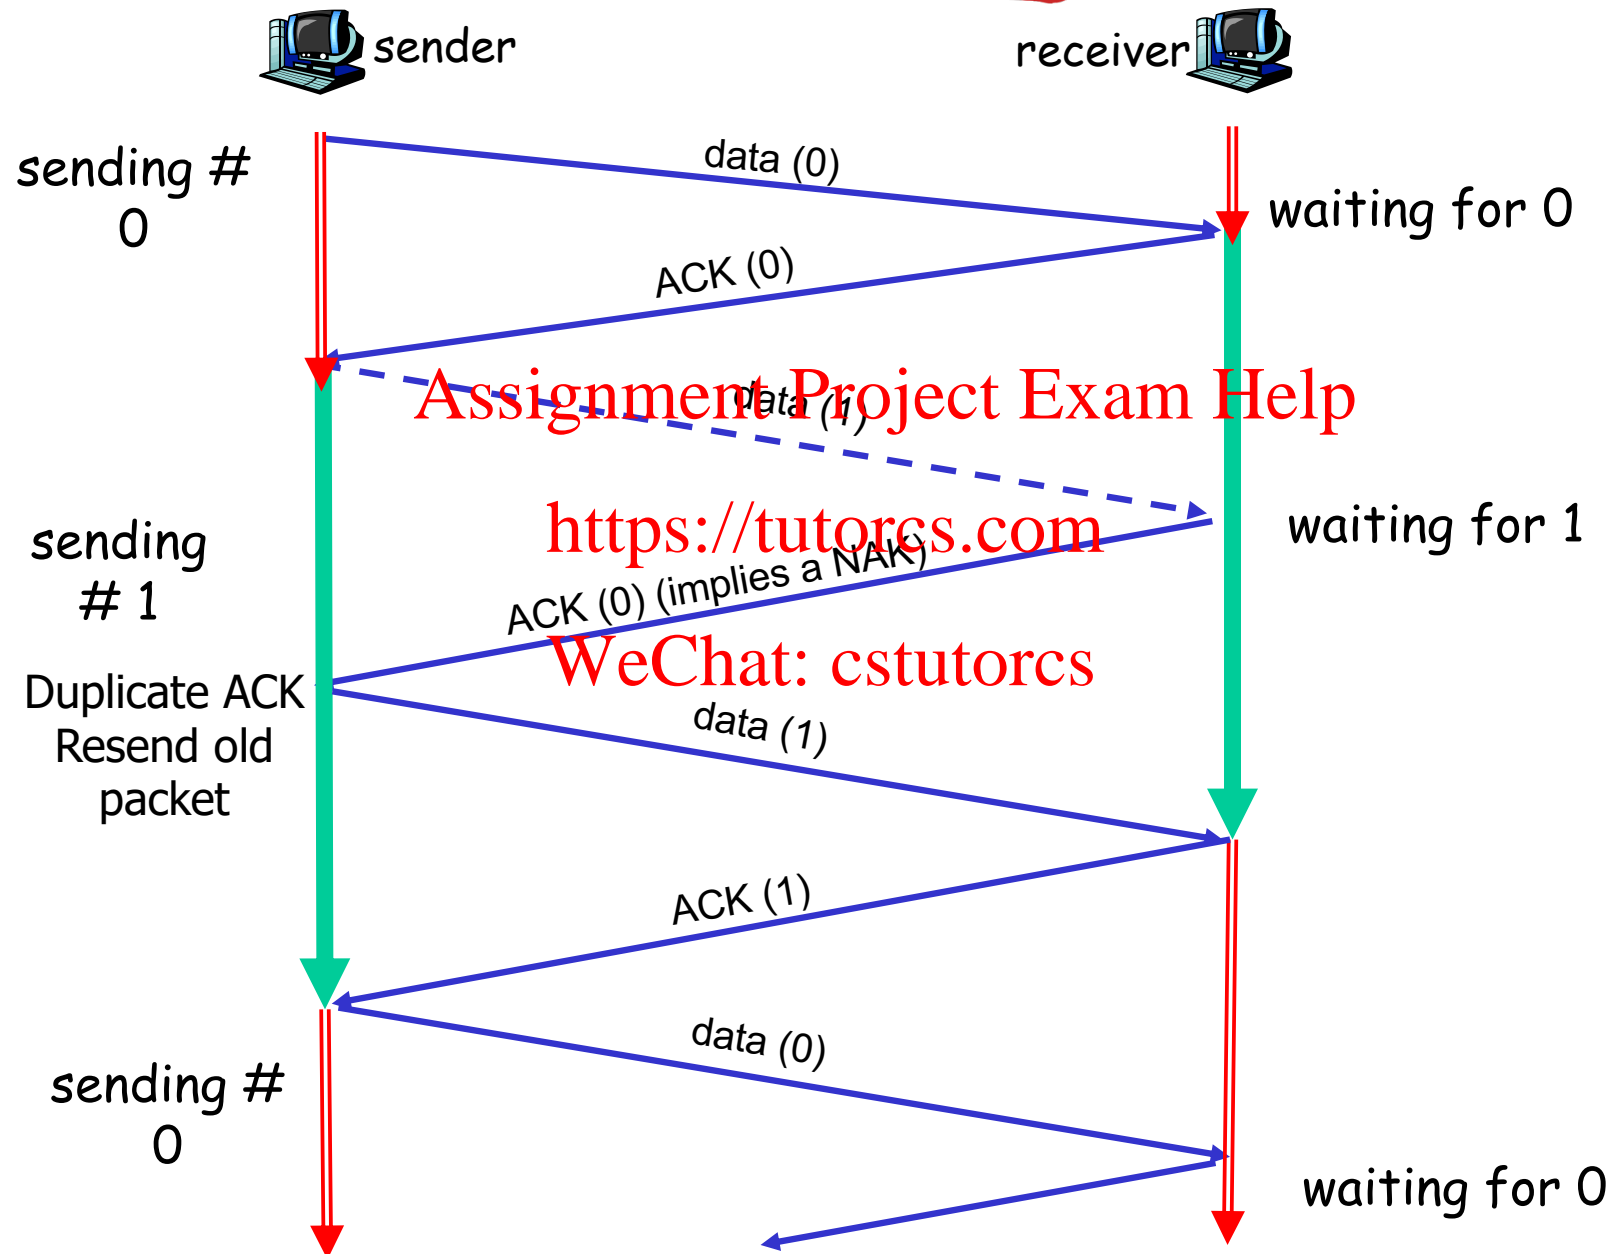 sender
receiver
sending #
0
data (0)
waiting for 0
ACK (0)
data (1)
Assignment Project Exam Help
https://tutorcs.com
sending
# 1
waiting for 1
ACK (0) (implies a NAK)
WeChat: cstutorcs
Duplicate ACK
Resend old
packet
data (1)
ACK (1)
data (0)
sending #
0
waiting for 0